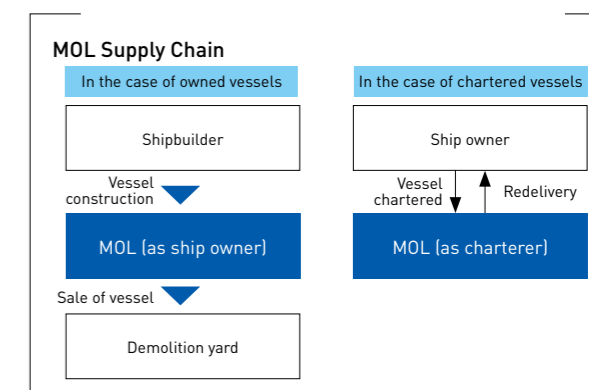 MOL Supply Chain
In the case of owned vessels
Shipbuilder
Vessel
construction
MOL (as ship owner)
Sale of vessel
Demolition yard
In the case of chartered vessels
Ship owner
Vessel
chartered
Redelivery
MOL (as charterer)